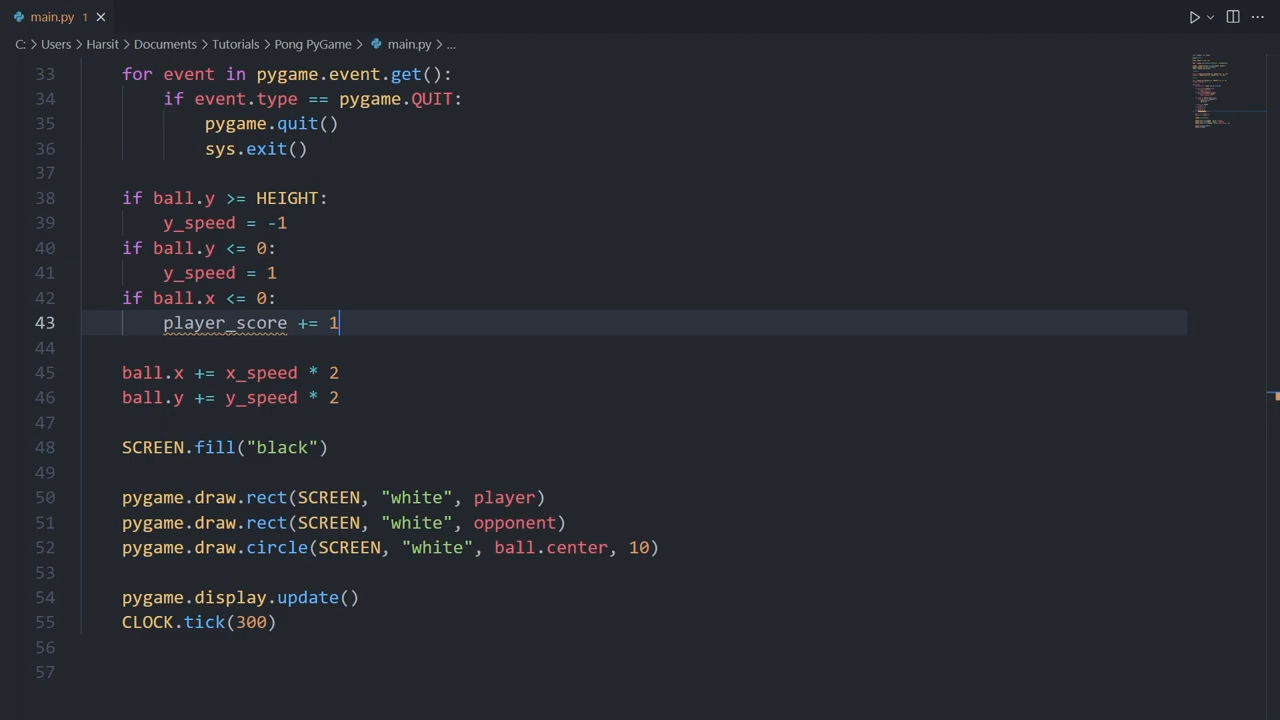 main.py 1
C: > Users > Harsit > Documents > Tutorials > Pong PyGame > main.py > ...
33 for event in pygame.event.get():
34 if event.type == pygame.QUIT:
35 pygame.quit()
36 sys.exit()
37
38 if ball.y >= HEIGHT:
39 y_speed = -1
40 if ball.y <= 0:
41 y_speed = 1
42 if ball.x <= 0:
43 player_score += 1
44
45 ball.x += x_speed * 2
46 ball.y += y_speed * 2
47
48 SCREEN.fill("black")
49
50 pygame.draw.rect(SCREEN, "white", player)
51 pygame.draw.rect(SCREEN, "white", opponent)
52 pygame.draw.circle(SCREEN, "white", ball.center, 10)
53
54 pygame.display.update()
55 CLOCK.tick(300)
56
57